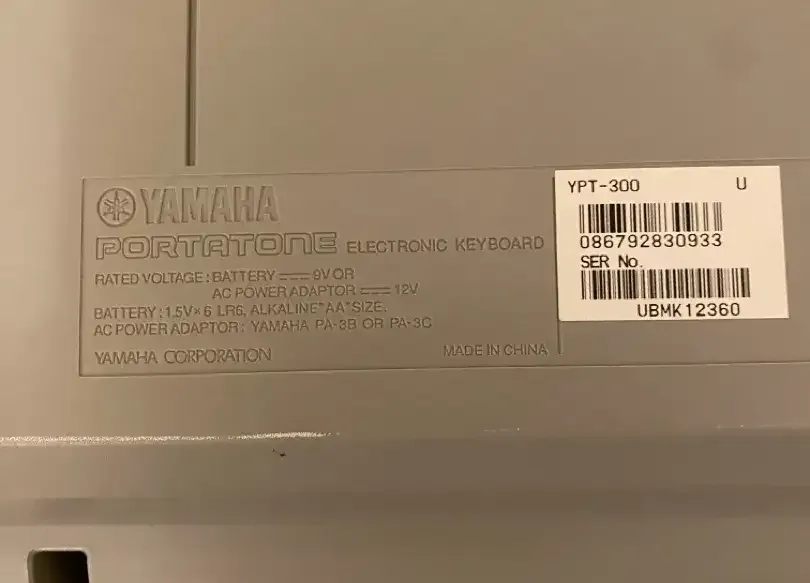 YAMAHA
PORTATONE ELECTRONIC KEYBOARD
RATED VOLTAGE: BATTERY ⎓ 9V OR
AC POWER ADAPTOR ⎓ 12V
BATTERY: 1.5V×6 LR6, ALKALINE "AA" SIZE.
AC POWER ADAPTOR: YAMAHA PA-3B OR PA-3C
YAMAHA CORPORATION MADE IN CHINA
YPT-300 U
086792830933
SER No.
UBMK12360